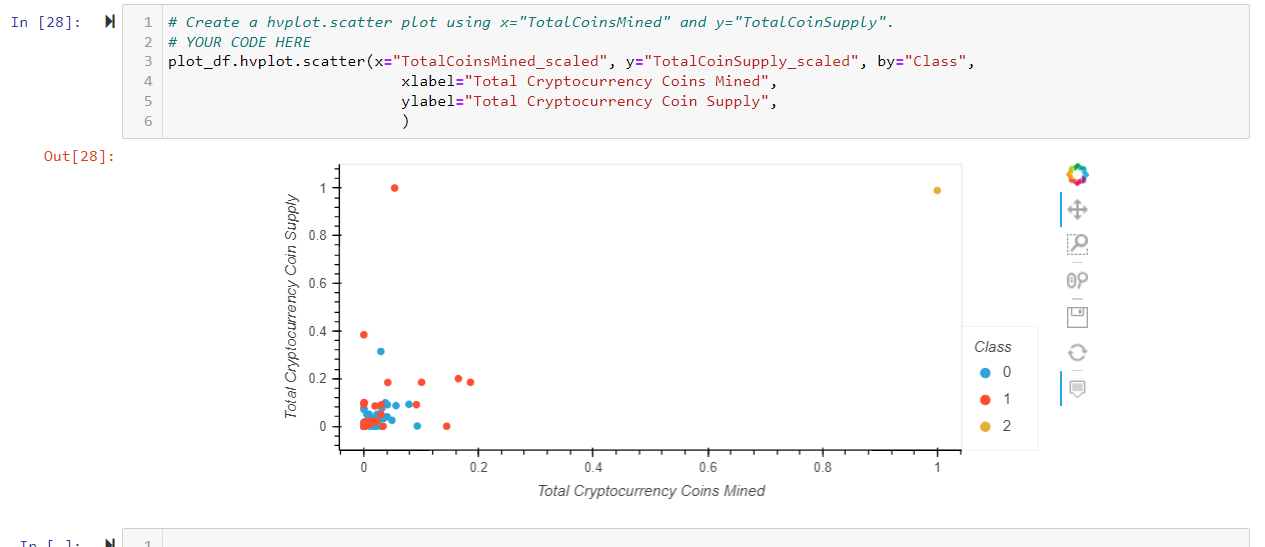 In [28]:
1 # Create a hvplot.scatter plot using x="TotalCoinsMined" and y="TotalCoinSupply".
2 # YOUR CODE HERE
3 plot_df.hvplot.scatter(x="TotalCoinsMined_scaled", y="TotalCoinSupply_scaled", by="Class",
4 xlabel="Total Cryptocurrency Coins Mined",
5 ylabel="Total Cryptocurrency Coin Supply",
6 )
Out[28]:
Total Cryptocurrency Coin Supply
1
0.8
0.6
0.4
0.2
0
0 0.2 0.4 0.6 0.8 1
Total Cryptocurrency Coins Mined
Class
0
1
2
In [ ]:
1